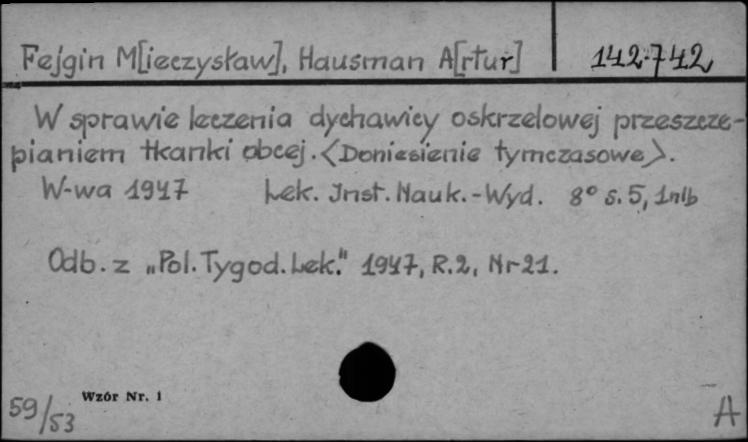 Fejgin M[ieczysław], Hausman A[rtur] 142.742
W sprawie leczenia dychawicy oskrzelowej przeszcze-
pianiem tkanki obcej. <Doniesienie tymczasowe>.
W-wa 1947 Lek. Inst. Nauk.-Wyd. 8° s. 5, 1nlb
Odb. z „Pol. Tygod. Lek." 1947, R.2, Nr 21.
Wzór Nr. 1
59/53 A